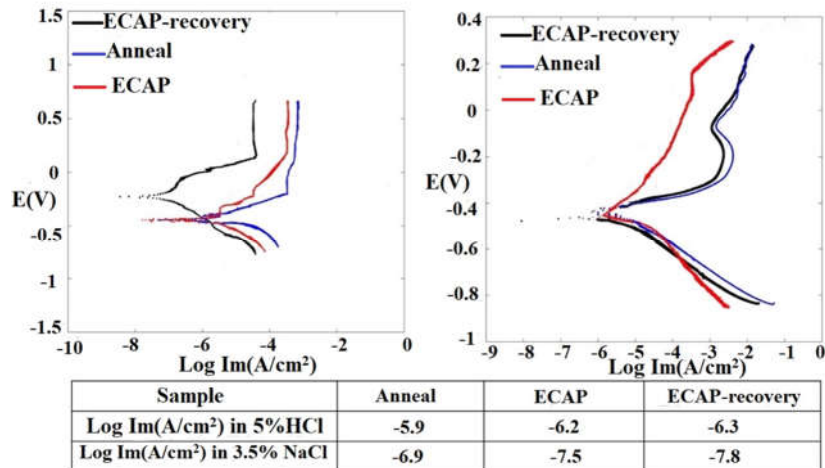 ECAP-recovery
Anneal
ECAP
1.5
0.5
0
E(V)
-0.5
-1
-1.5
-10
-8
-6
-4
-2
0
Log Im(A/cm²)
0.4
ECAP-recovery
Anneal
ECAP
0.2
0
-0.2
E(V)
-0.4
-0.6
-0.8
-1
-9
-8
-7
-6
-5
-4
-3
-2
-1
0
Log Im(A/cm²)
Sample Anneal ECAP ECAP-recovery
Log Im(A/cm²) in 5%HCl -5.9 -6.2 -6.3
Log Im(A/cm²) in 3.5% NaCl -6.9 -7.5 -7.8